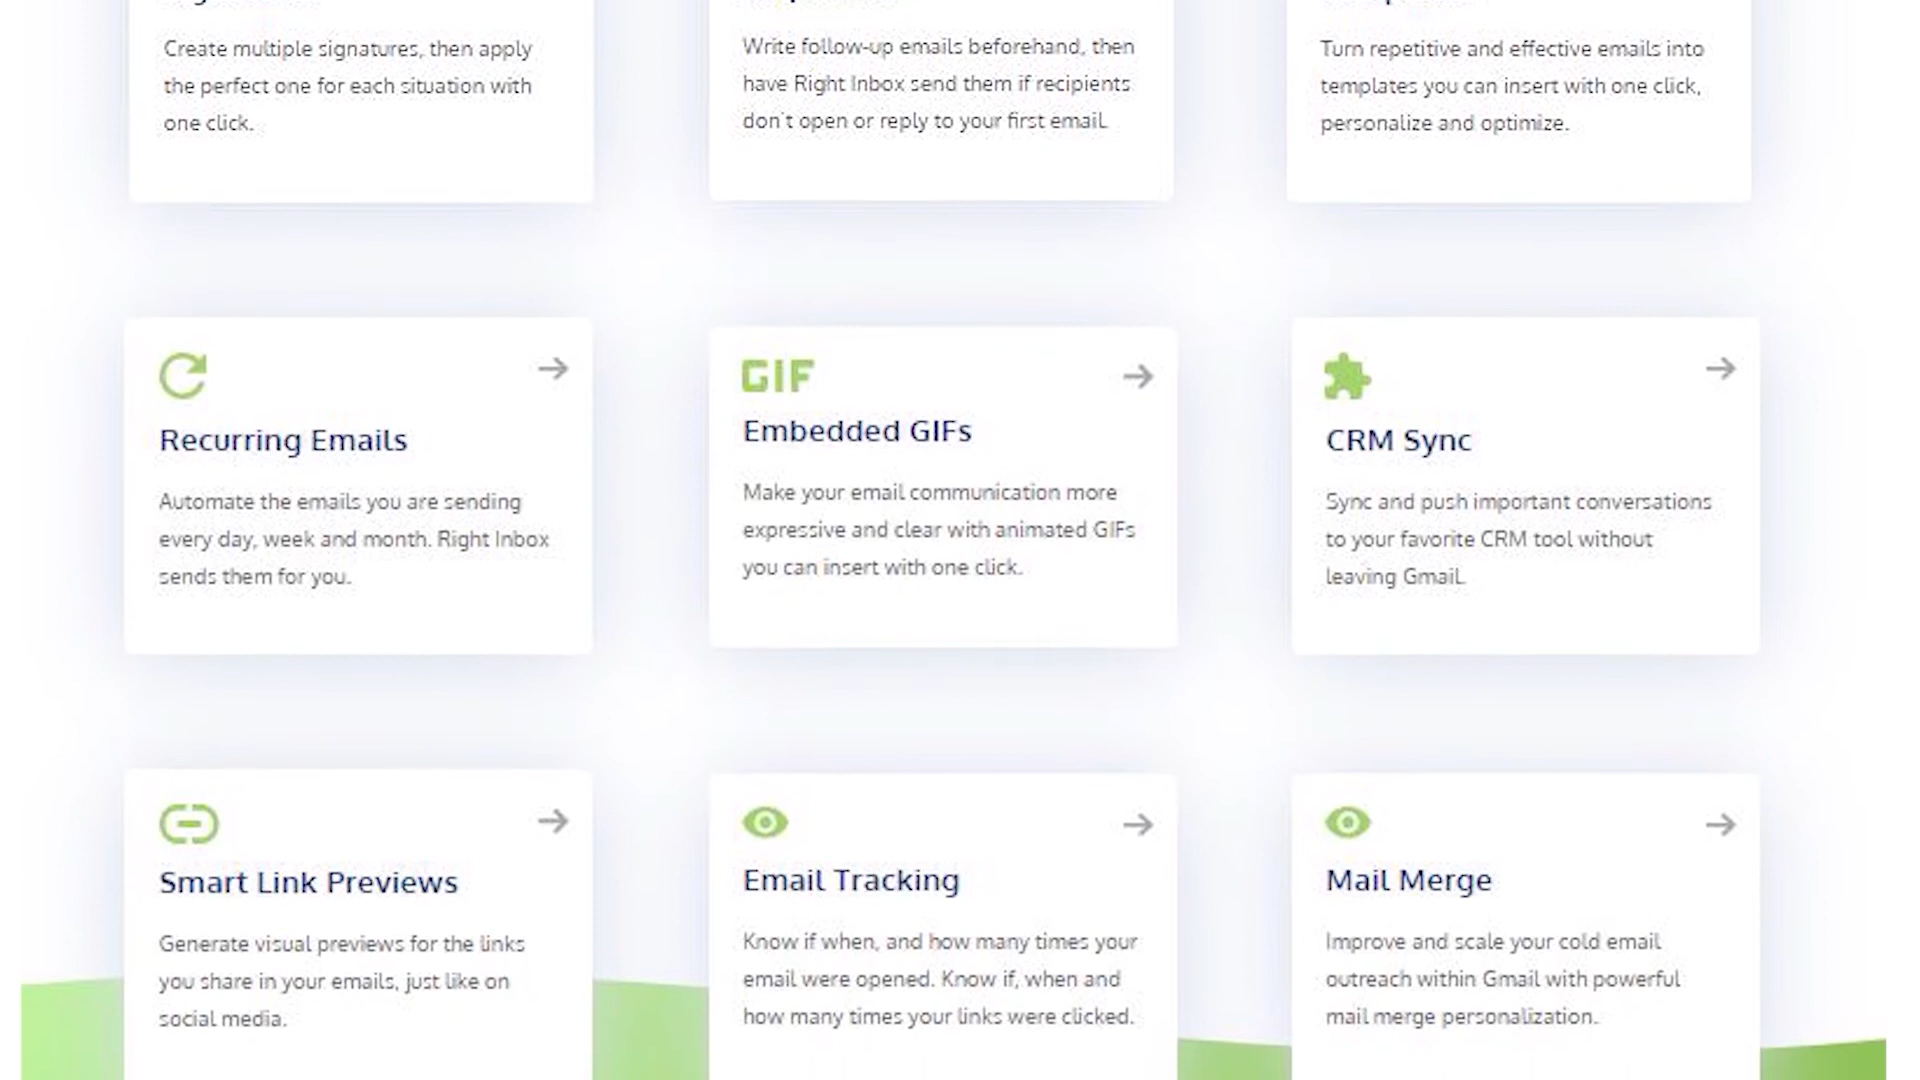 Create multiple signatures, then apply
the perfect one for each situation with
one click.
Write follow-up emails beforehand, then
have Right Inbox send them if recipients
don't open or reply to your first email.
Turn repetitive and effective emails into
templates you can insert with one click,
personalize and optimize.
Recurring Emails
Automate the emails you are sending
every day, week and month. Right Inbox
sends them for you.
GIF
Embedded GIFs
Make your email communication more
expressive and clear with animated GIFs
you can insert with one click.
CRM Sync
Sync and push important conversations
to your favorite CRM tool without
leaving Gmail.
Smart Link Previews
Generate visual previews for the links
you share in your emails, just like on
social media.
Email Tracking
Know if when, and how many times your
email were opened. Know if, when and
how many times your links were clicked.
Mail Merge
Improve and scale your cold email
outreach within Gmail with powerful
mail merge personalization.